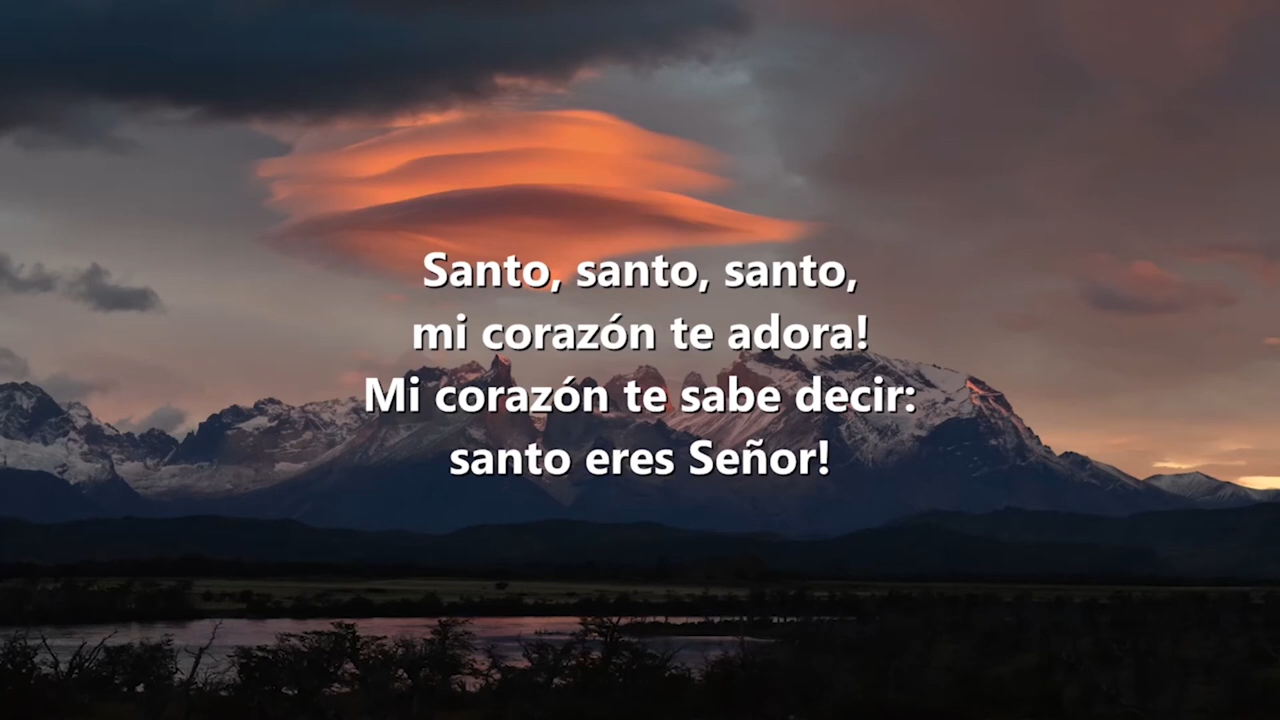 Santo, santo, santo,
mi corazón te adora!
Mi corazón te sabe decir:
santo eres Señor!